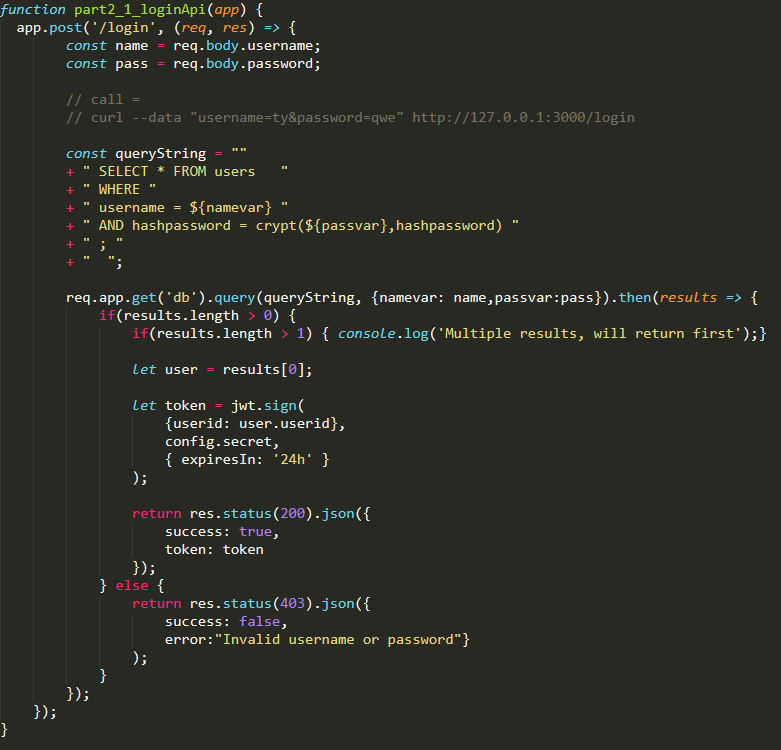 function part2_1_loginApi(app) {
  app.post('/login', (req, res) => {
        const name = req.body.username;
        const pass = req.body.password;

        // call =
        // curl --data "username=ty&password=qwe" http://127.0.0.1:3000/login

        const queryString = ""
        + " SELECT * FROM users   "
        + " WHERE "
        + " username = ${namevar} "
        + " AND hashpassword = crypt(${passvar},hashpassword) "
        + " ; "
        + "  ";

        req.app.get('db').query(queryString, {namevar: name,passvar:pass}).then(results => {
            if(results.length > 0) {
                if(results.length > 1) { console.log('Multiple results, will return first');}

                let user = results[0];

                let token = jwt.sign(
                    {userid: user.userid},
                    config.secret,
                    { expiresIn: '24h' }
                );

                return res.status(200).json({
                    success: true,
                    token: token
                });
            } else {
                return res.status(403).json({
                    success: false,
                    error:"Invalid username or password"}
                );
            }
        });
    });
}